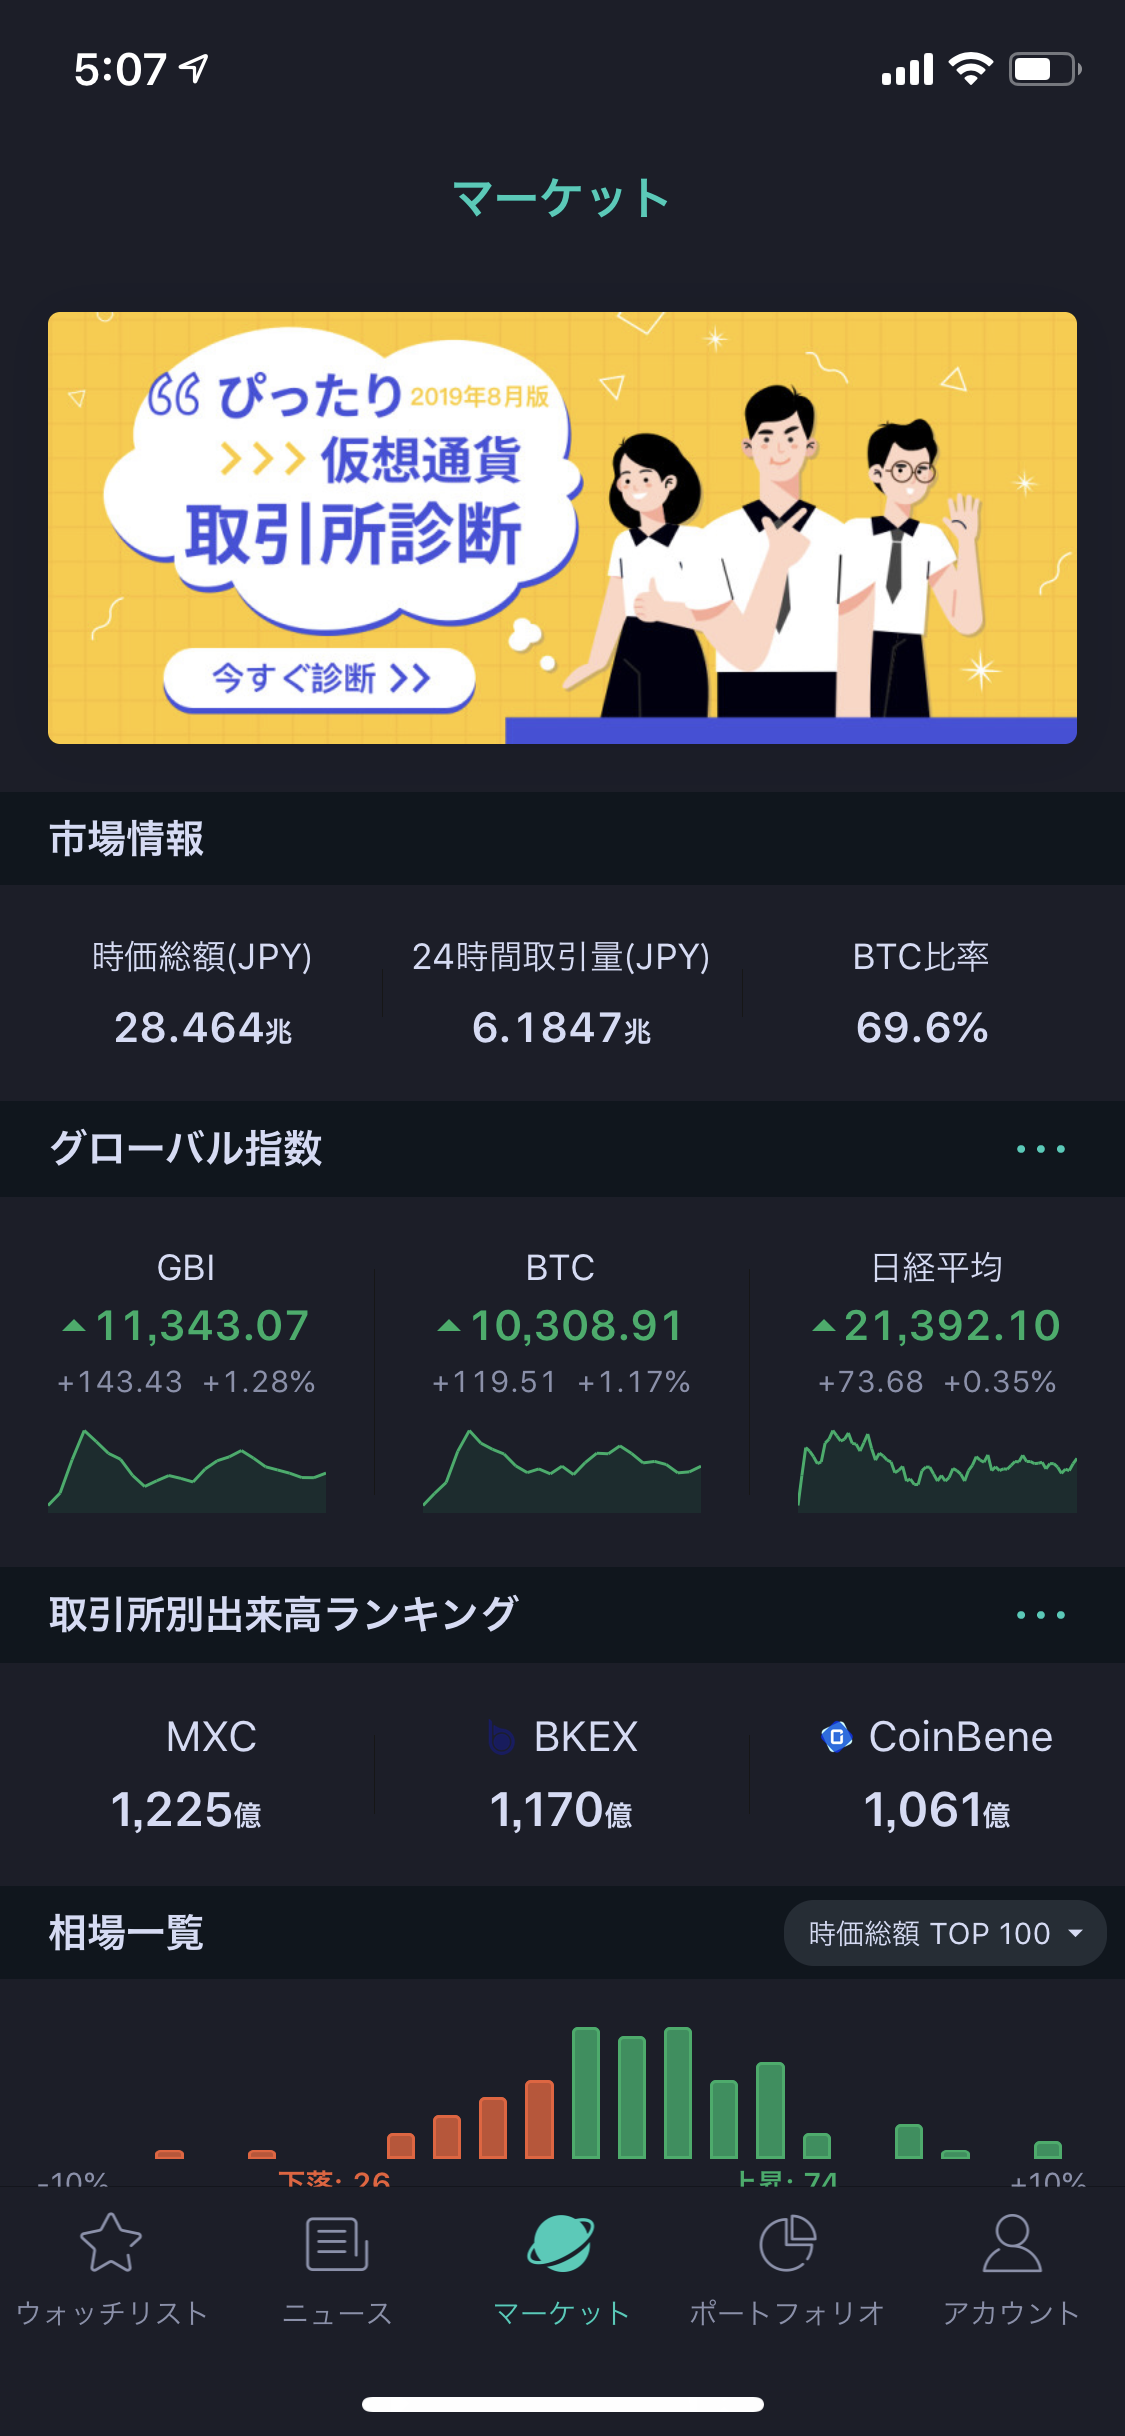 5:07
マーケット
ぴったり 2019年8月版
仮想通貨
取引所診断
今すぐ診断
市場情報
時価総額(JPY) 24時間取引量(JPY) BTC比率
28.464兆 6.1847兆 69.6%
グローバル指数
GBI BTC 日経平均
11,343.07 10,308.91 21,392.10
+143.43 +1.28% +119.51 +1.17% +73.68 +0.35%
取引所別出来高ランキング
MXC BKEX CoinBene
1,225億 1,170億 1,061億
相場一覧 時価総額 TOP 100
-10% 下落: 26 上昇: 74 +10%
ウォッチリスト ニュース マーケット ポートフォリオ アカウント